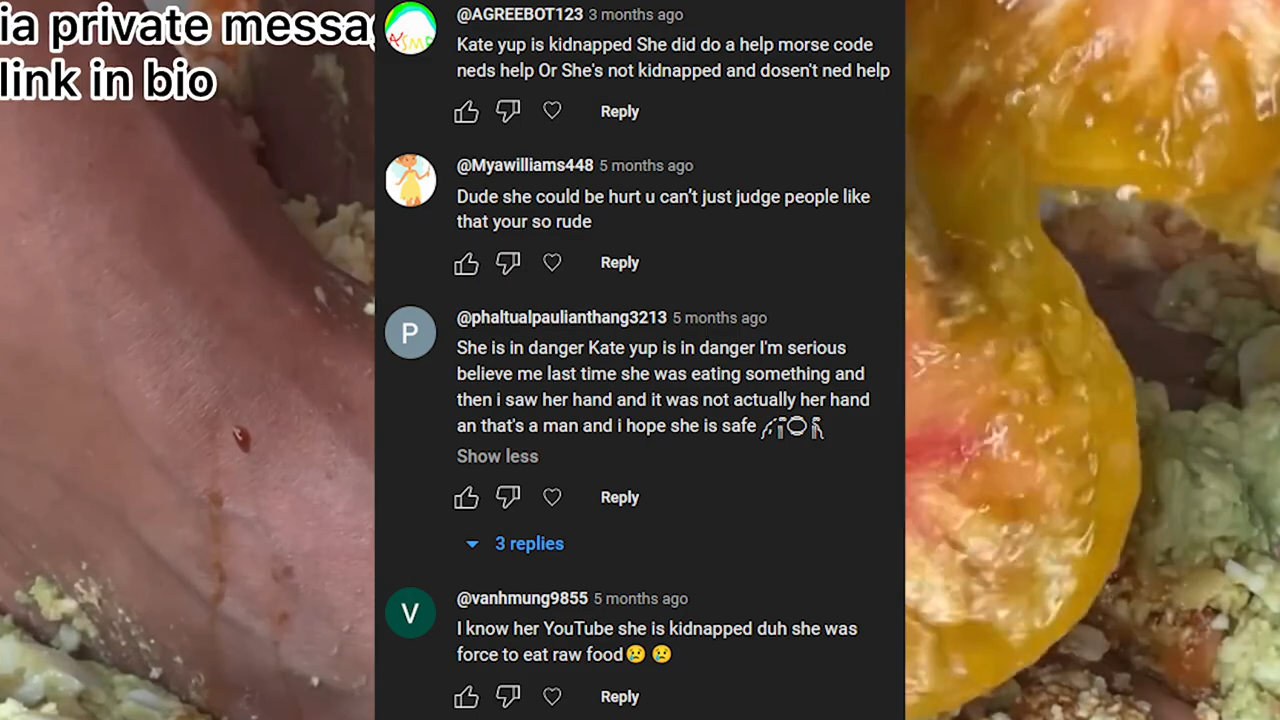 ia private messa
link in bio
@AGREEBOT123 3 months ago
Kate yup is kidnapped She did do a help morse code
neds help Or She's not kidnapped and dosen't ned help
Reply
@Myawilliams448 5 months ago
Dude she could be hurt u can't just judge people like
that your so rude
Reply
P
@phaltualpaulianthang3213 5 months ago
She is in danger Kate yup is in danger I'm serious
believe me last time she was eating something and
then i saw her hand and it was not actually her hand
an that's a man and i hope she is safe
Show less
Reply
3 replies
V
@vanhmung9855 5 months ago
I know her YouTube she is kidnapped duh she was
force to eat raw food😢 😢
Reply